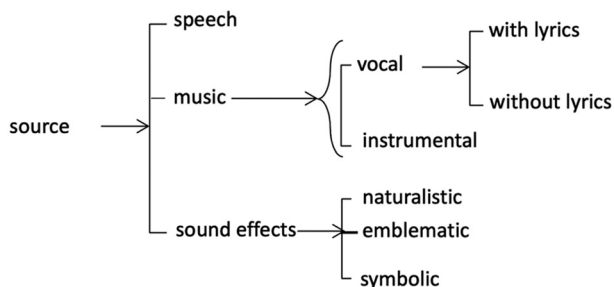 speech
with lyrics
vocal
music
without lyrics
source
instrumental
naturalistic
sound effects
emblematic
symbolic